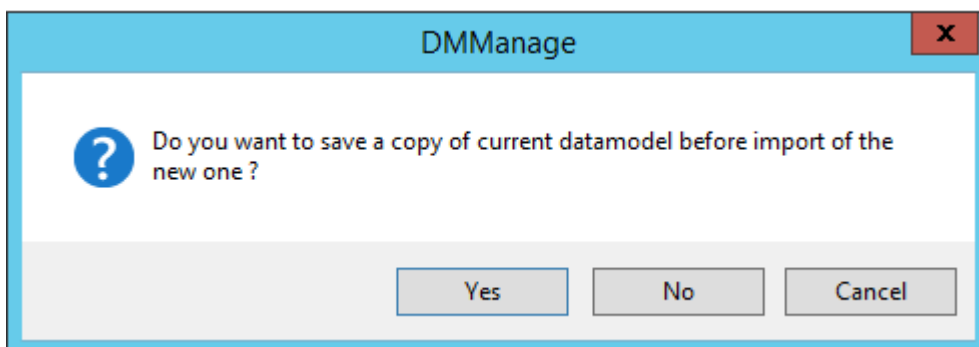 DMManage
x
Do you want to save a copy of current datamodel before import of the
new one ?
Yes No Cancel